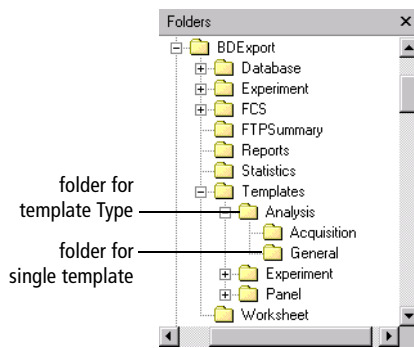 Folders
BDExport
Database
Experiment
FCS
FTPSummary
Reports
Statistics
Templates
folder for
template Type
Analysis
Acquisition
folder for
single template
General
Experiment
Panel
Worksheet